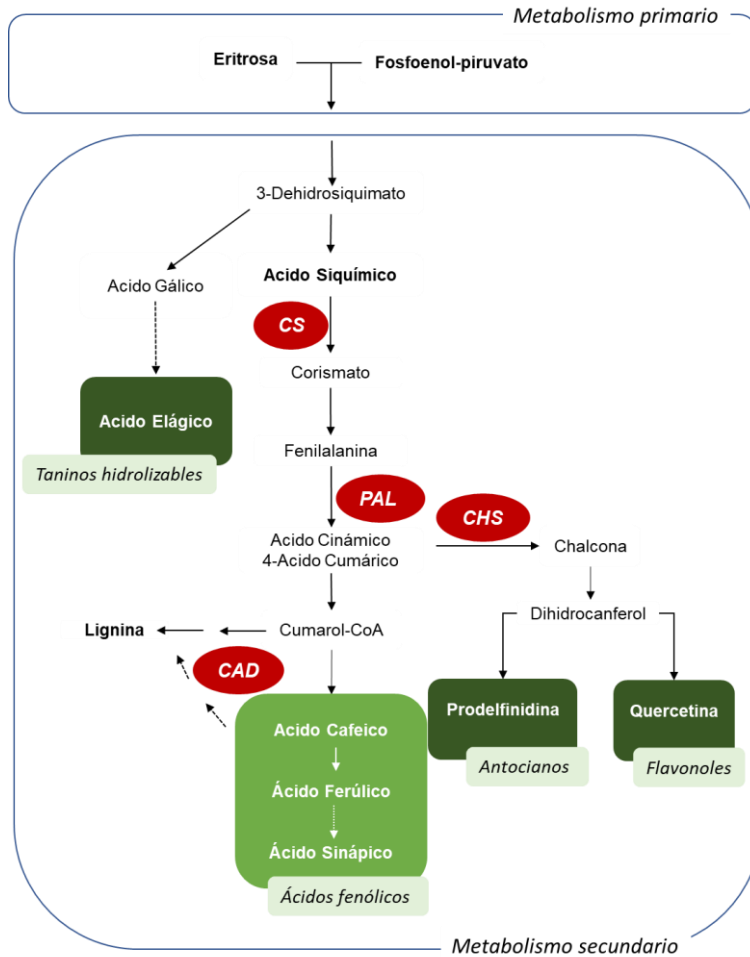 Metabolismo primario
Eritrosa
Fosfoenol-piruvato
3-Dehidrosiquimato
Acido Gálico
Acido Siquímico
CS
Corismato
Acido Elágico
Taninos hidrolizables
Fenilalanina
PAL
CHS
Acido Cinámico
4-Acido Cumárico
Chalcona
Dihidrocanferol
Lignina
Cumarol-CoA
CAD
Acido Cafeico
Ácido Ferúlico
Ácido Sinápico
Ácidos fenólicos
Prodelfinidina
Antocianos
Quercetina
Flavonoles
Metabolismo secundario